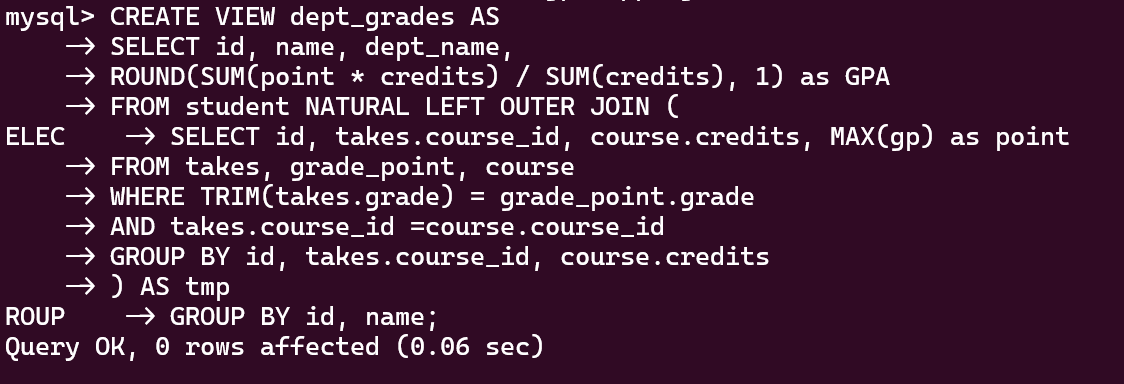 mysql> CREATE VIEW dept_grades AS
    -> SELECT id, name, dept_name,
    -> ROUND(SUM(point * credits) / SUM(credits), 1) as GPA
    -> FROM student NATURAL LEFT OUTER JOIN (
ELEC    -> SELECT id, takes.course_id, course.credits, MAX(gp) as point
    -> FROM takes, grade_point, course
    -> WHERE TRIM(takes.grade) = grade_point.grade
    -> AND takes.course_id =course.course_id
    -> GROUP BY id, takes.course_id, course.credits
    -> ) AS tmp
ROUP    -> GROUP BY id, name;
Query OK, 0 rows affected (0.06 sec)